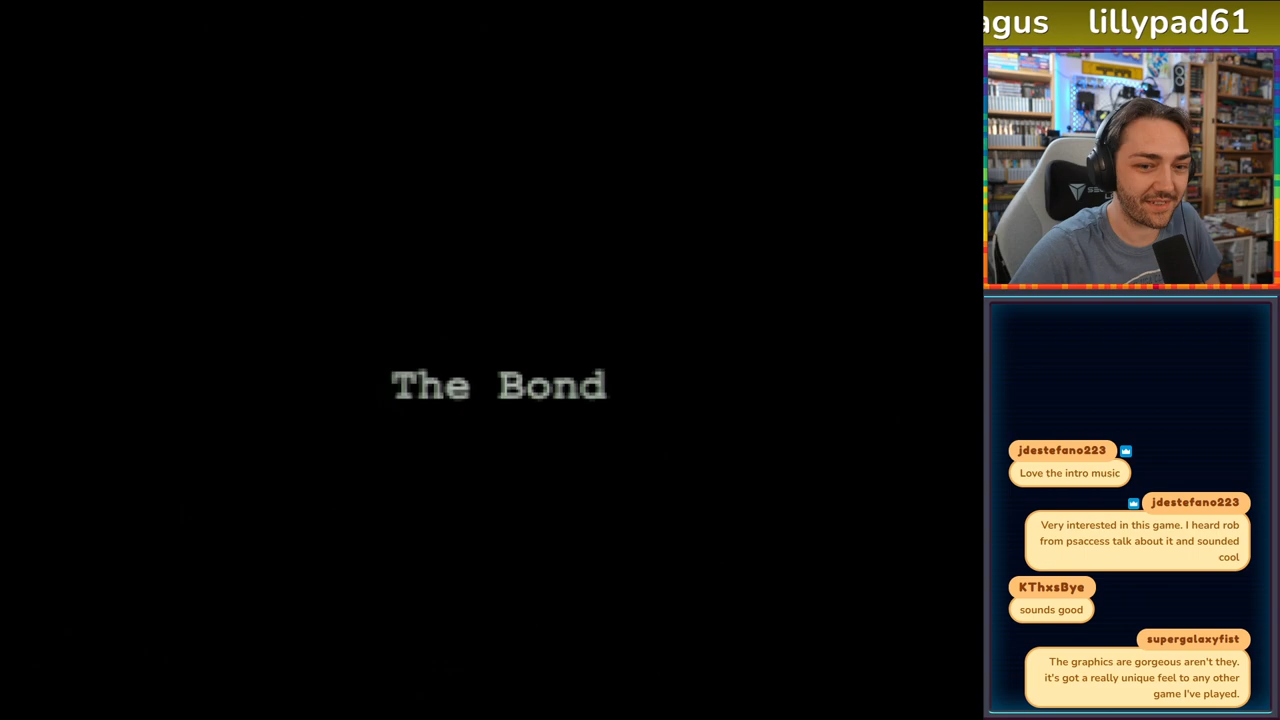 agus lillypad61
The Bond
jdestefano223
Love the intro music
jdestefano223
Very interested in this game. I heard rob
from psaccess talk about it and sounded
cool
KThxsBye
sounds good
supergalaxyfist
The graphics are gorgeous aren't they.
it's got a really unique feel to any other
game I've played.